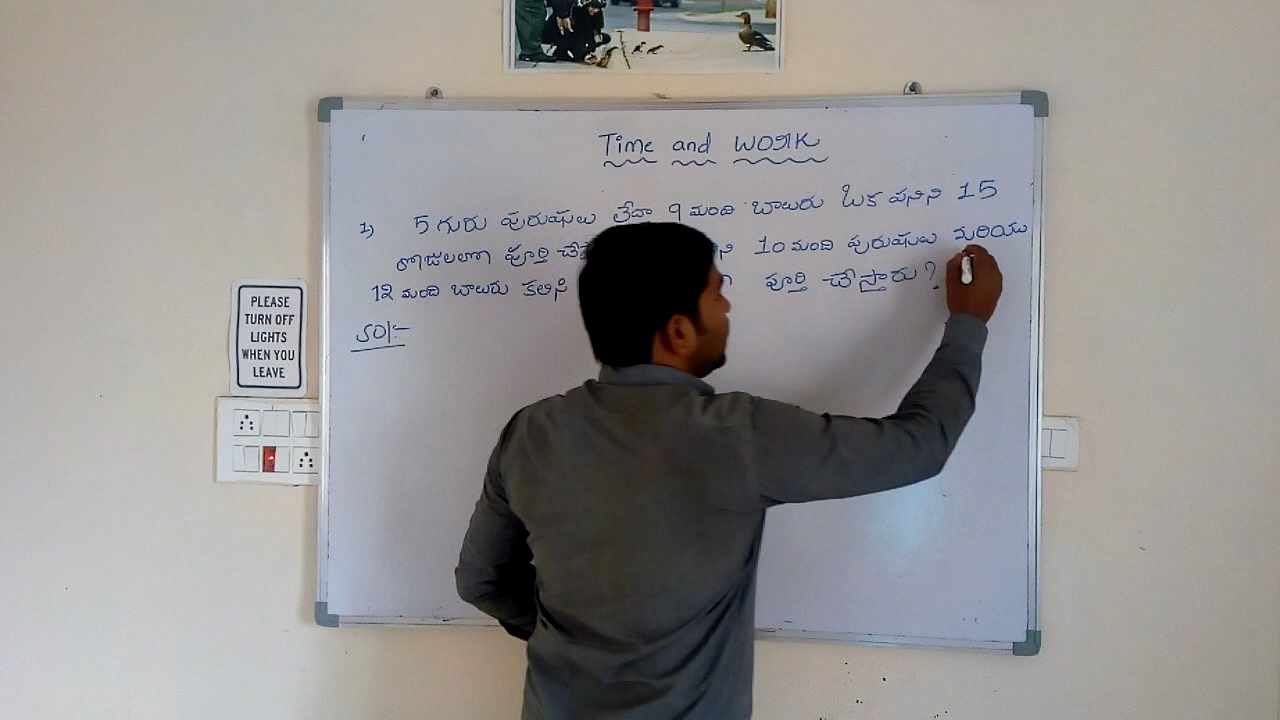 Time and WORK
1) 5 గురు పురుషులు లేదా 9 మంది బాలురు ఒక పనిని 15
రోజులలో పూర్తి 10 మంది పురుషులు మరియు
12 మంది బాలురు కలిసి పూర్తి చేస్తారు?
Sol:-
PLEASE
TURN OFF
LIGHTS
WHEN YOU
LEAVE